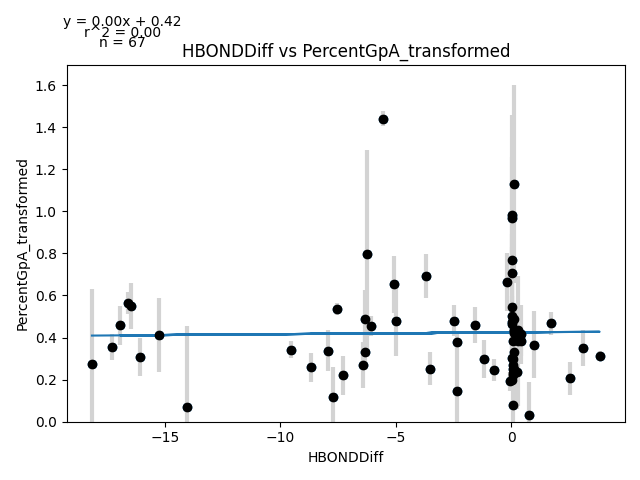 y = 0.00x + 0.42
r^2 = 0.00
n = 67
HBONDDiff vs PercentGpA_transformed
PercentGpA_transformed
1.6
1.4
1.2
1.0
0.8
0.6
0.4
0.2
0.0
−15
−10
−5
0
HBONDDiff